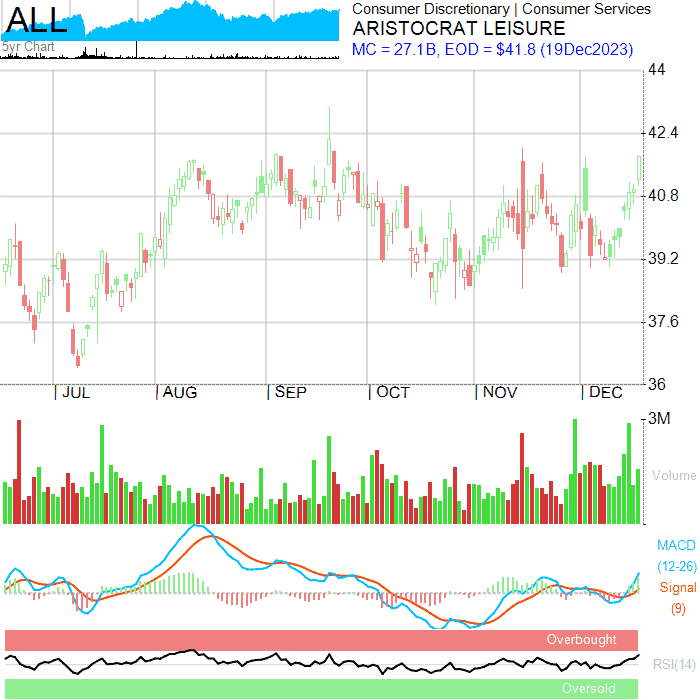 ALL
5yr Chart
Consumer Discretionary | Consumer Services
ARISTOCRAT LEISURE
MC = 27.1B, EOD = $41.8 (19Dec2023)
44
42.4
40.8
39.2
37.6
36
JUL AUG SEP OCT NOV DEC
3M
Volume
MACD
(12-26)
Signal
(9)
Overbought
RSI(14)
Oversold